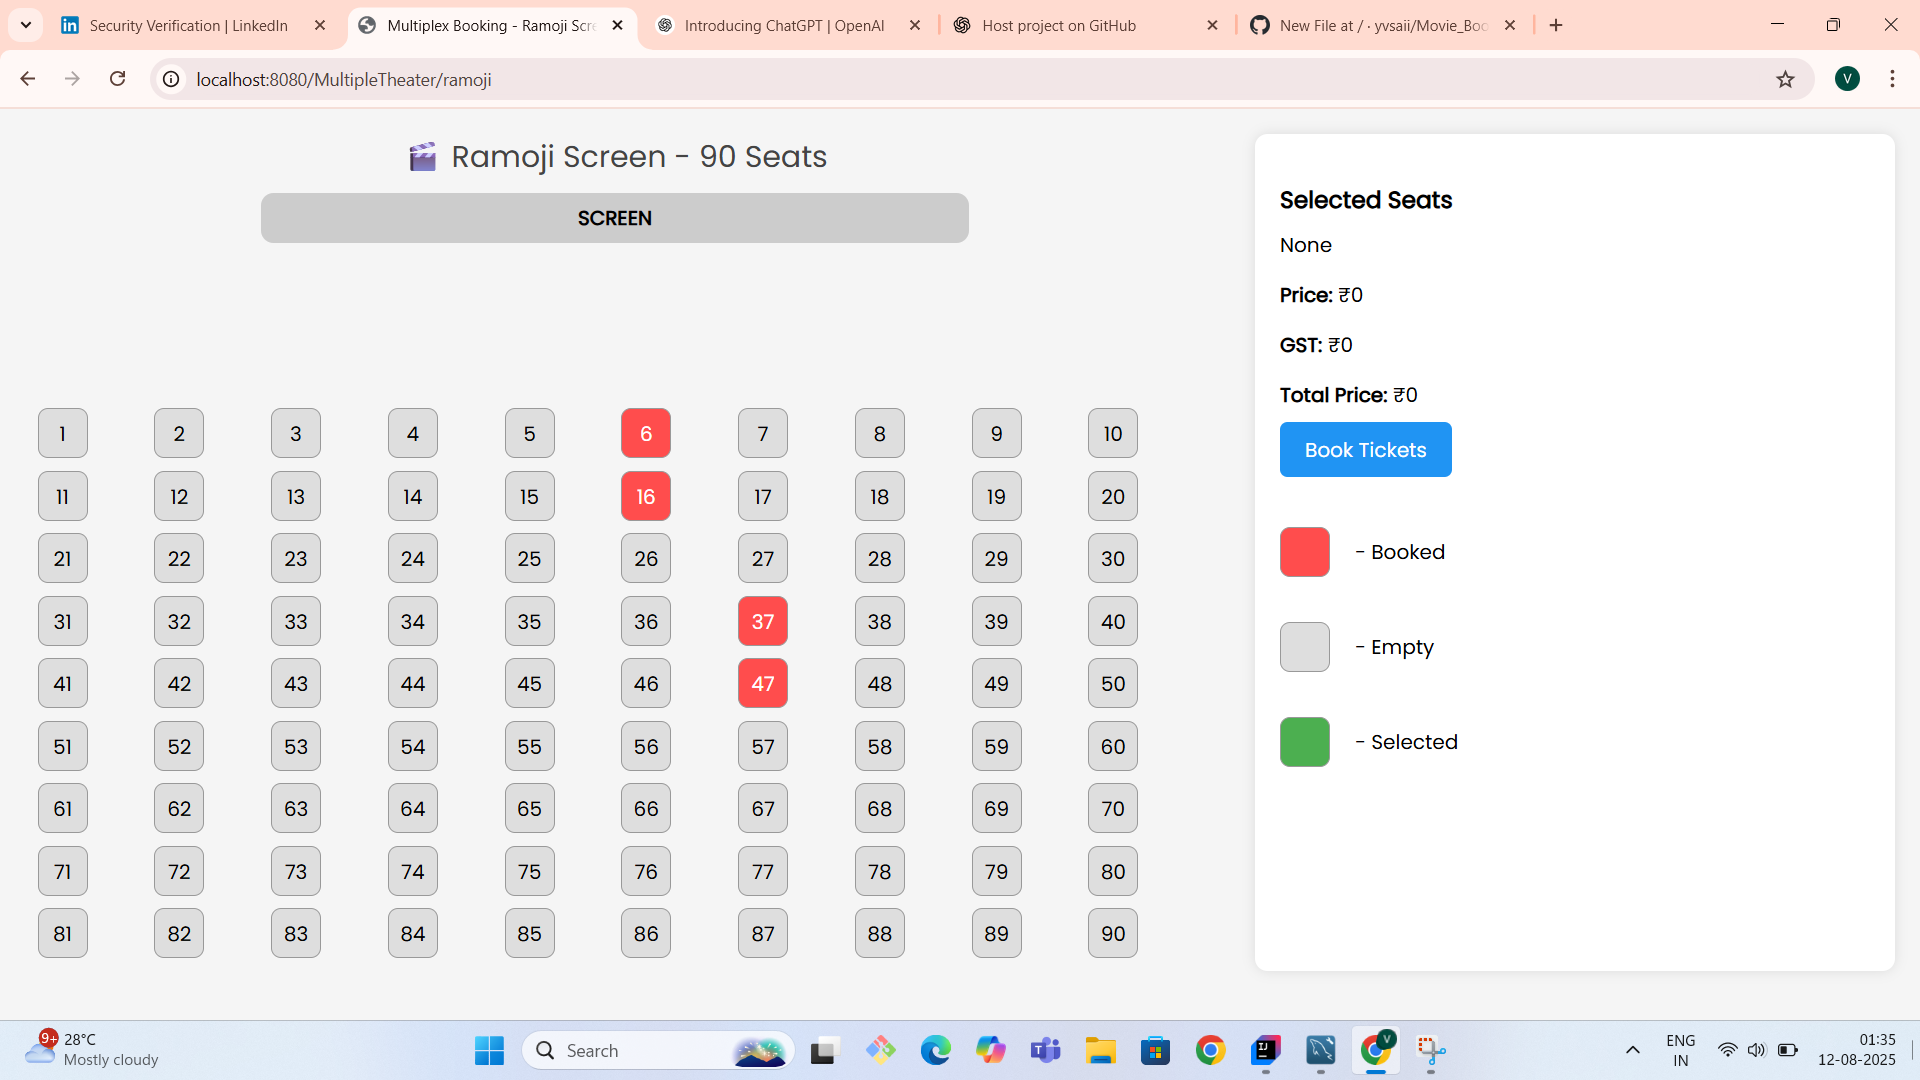 Security Verification | LinkedIn
Multiplex Booking - Ramoji Scre
Introducing ChatGPT | OpenAI
Host project on GitHub
New File at / · yvsaii/Movie_Boo
localhost:8080/MultipleTheater/ramoji
V
Ramoji Screen - 90 Seats
SCREEN
1 2 3 4 5 6 7 8 9 10
11 12 13 14 15 16 17 18 19 20
21 22 23 24 25 26 27 28 29 30
31 32 33 34 35 36 37 38 39 40
41 42 43 44 45 46 47 48 49 50
51 52 53 54 55 56 57 58 59 60
61 62 63 64 65 66 67 68 69 70
71 72 73 74 75 76 77 78 79 80
81 82 83 84 85 86 87 88 89 90
Selected Seats
None
Price: ₹0
GST: ₹0
Total Price: ₹0
Book Tickets
- Booked
- Empty
- Selected
9+
28°C
Mostly cloudy
Search
V
ENG
IN
01:35
12-08-2025